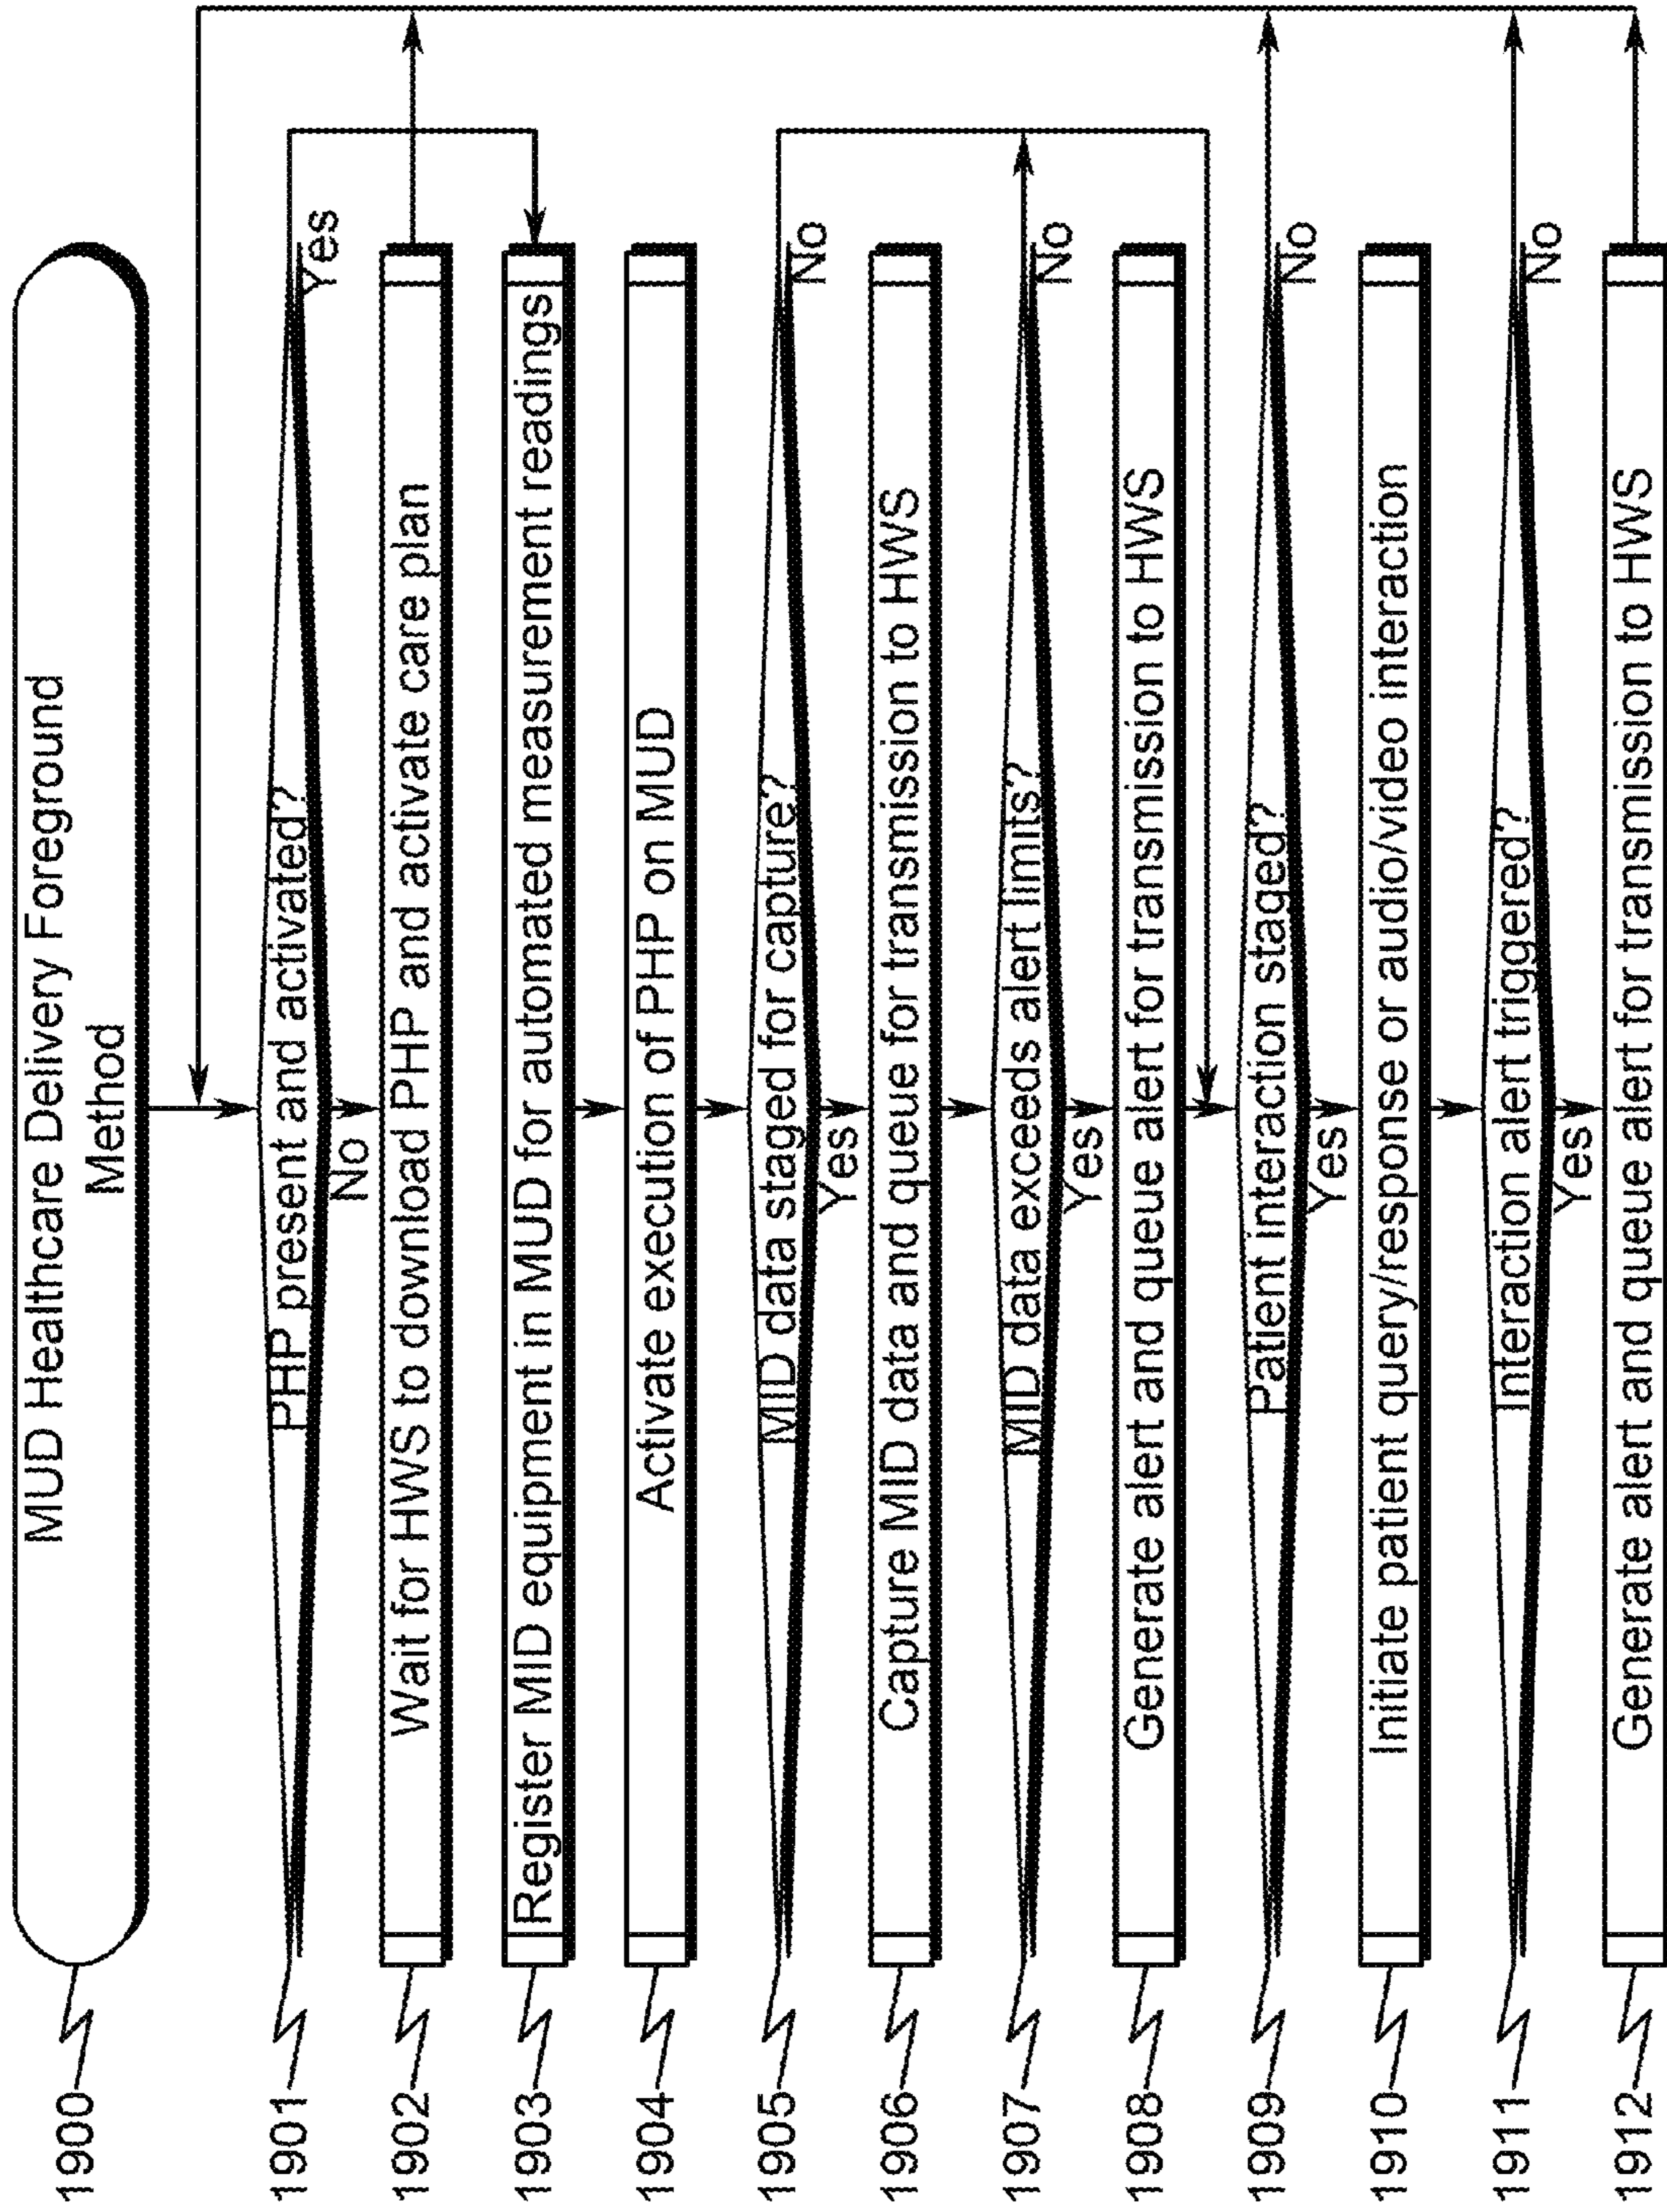 MUD Healthcare Delivery Foreground
Method
1900
PHP present and activated?
Yes
No
1901
Wait for HWS to download PHP and activate care plan
1902
Register MID equipment in MUD for automated measurement readings
1903
Activate execution of PHP on MUD
1904
MID data staged for capture?
No
Yes
1905
Capture MID data and queue for transmission to HWS
1906
MID data exceeds alert limits?
No
Yes
1907
Generate alert and queue alert for transmission to HWS
1908
Patient interaction staged?
No
Yes
1909
Initiate patient query/response or audio/video interaction
1910
Interaction alert triggered?
No
Yes
1911
Generate alert and queue alert for transmission to HWS
1912